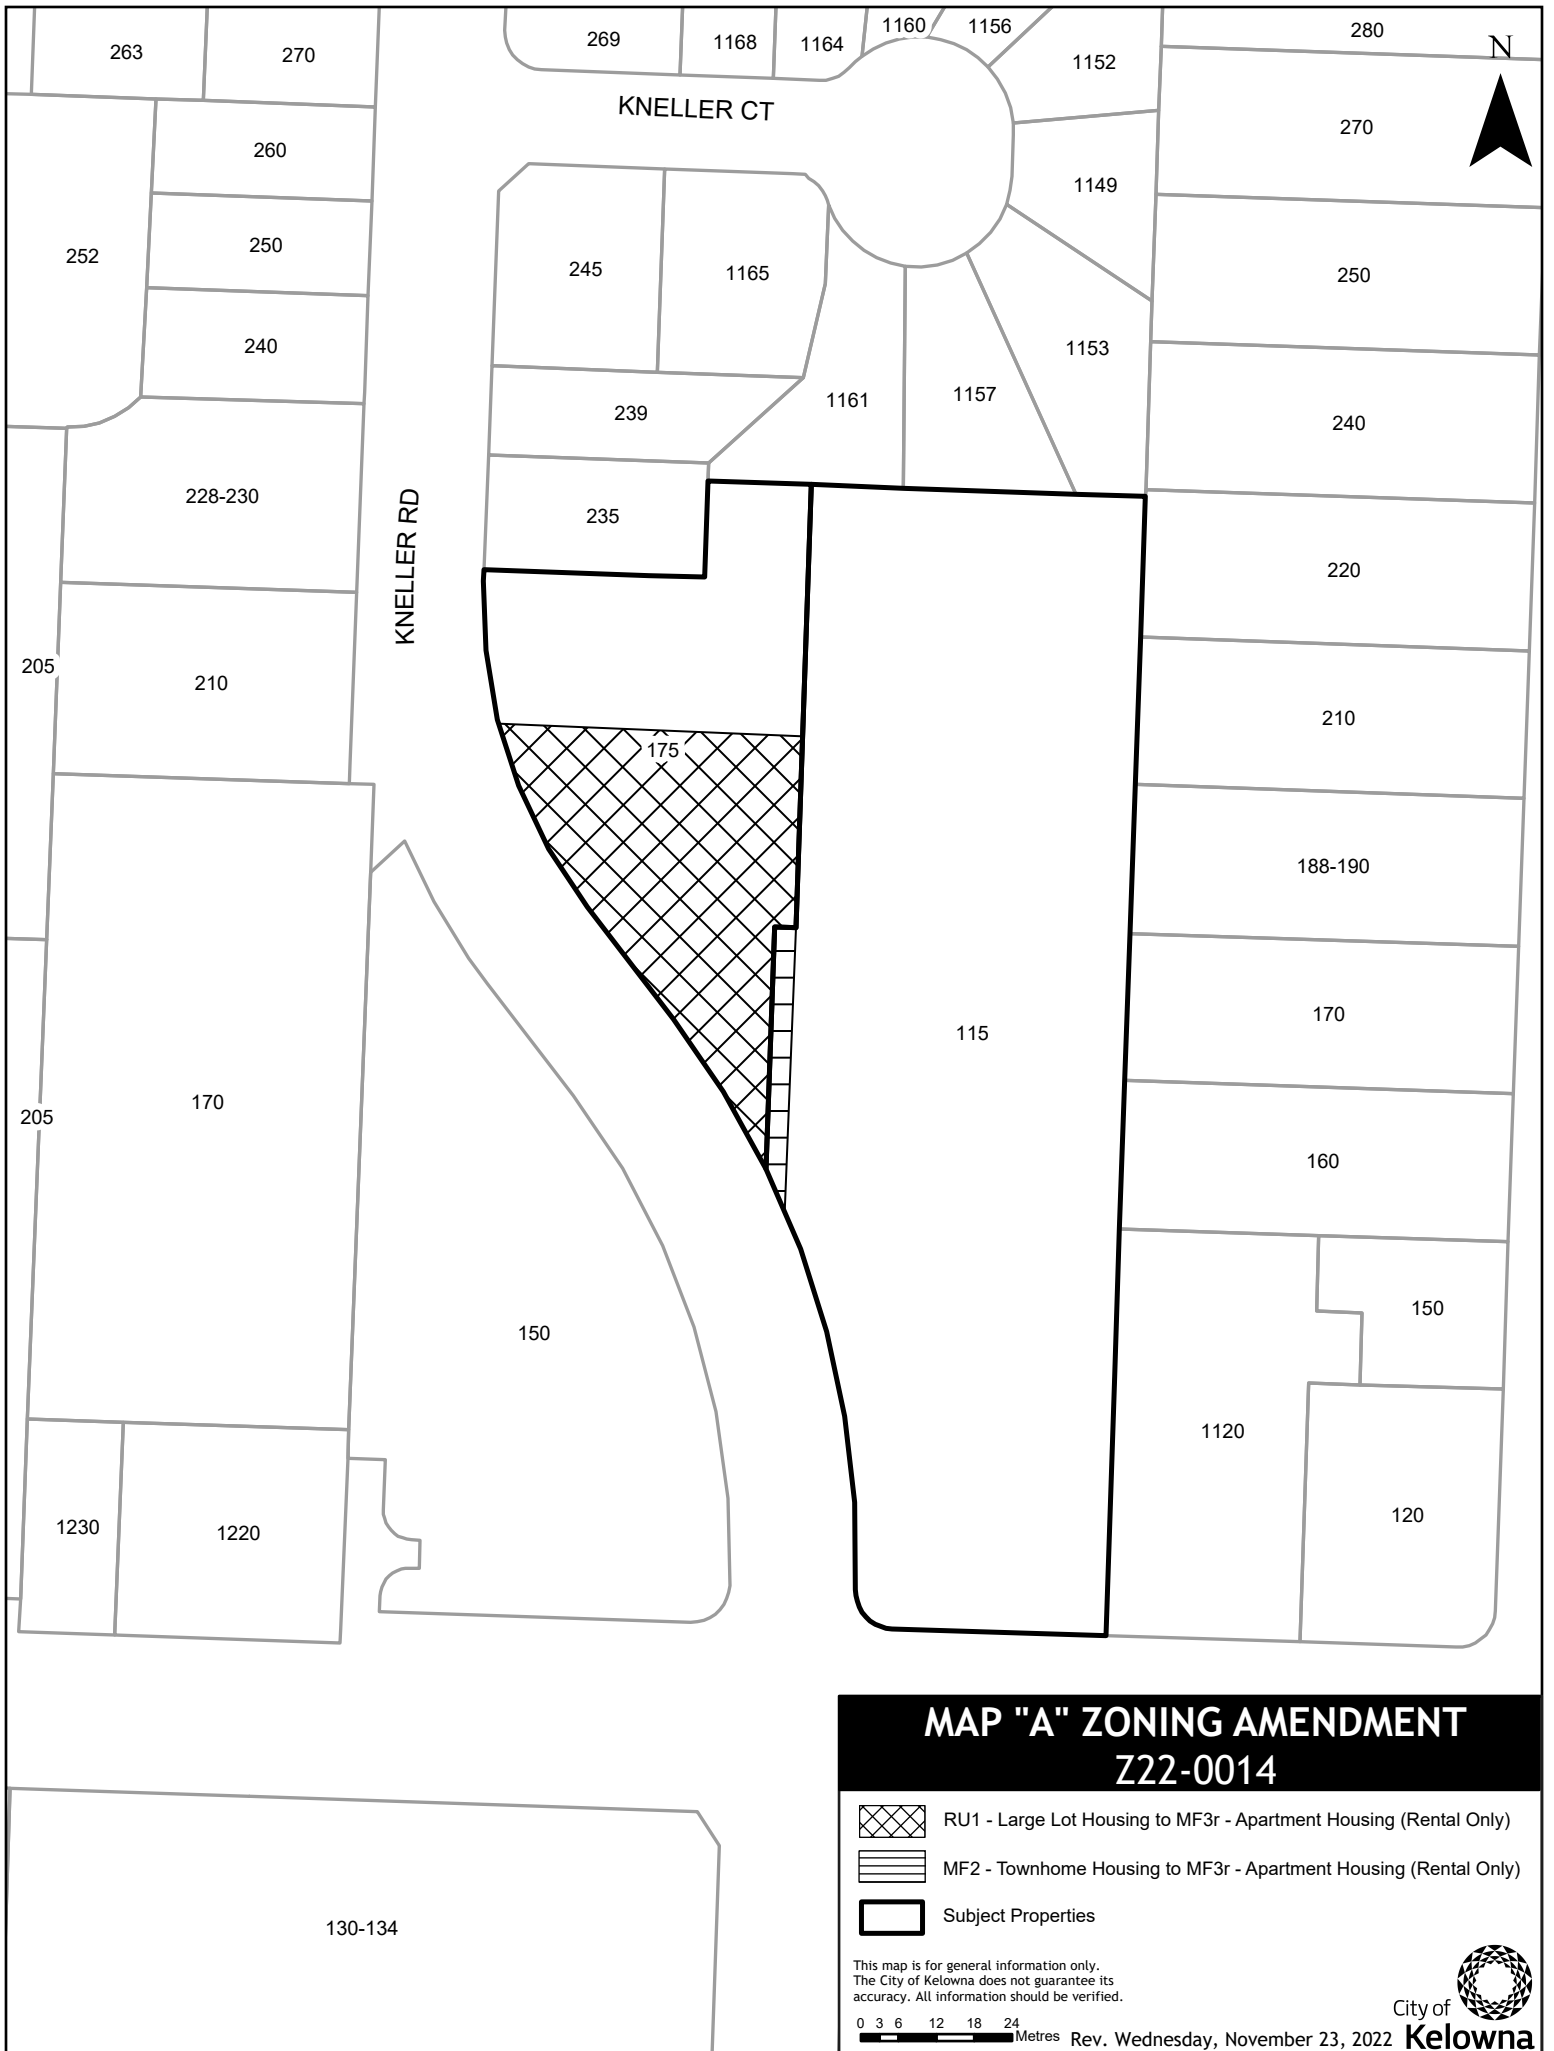 263
270
269
1168
1164
1160
1156
1152
280
N
KNELLER CT
270
260
1149
252
250
245
1165
250
240
1153
239
1161
1157
240
228-230
235
KNELLER RD
220
205
210
210
175
188-190
115
170
170
205
160
150
150
1120
1230
1220
120
MAP "A" ZONING AMENDMENT
Z22-0014
RU1 - Large Lot Housing to MF3r - Apartment Housing (Rental Only)
MF2 - Townhome Housing to MF3r - Apartment Housing (Rental Only)
Subject Properties
130-134
This map is for general information only.
The City of Kelowna does not guarantee its
accuracy. All information should be verified.
0 3 6 12 18 24
Metres
Rev. Wednesday, November 23, 2022
City of
Kelowna